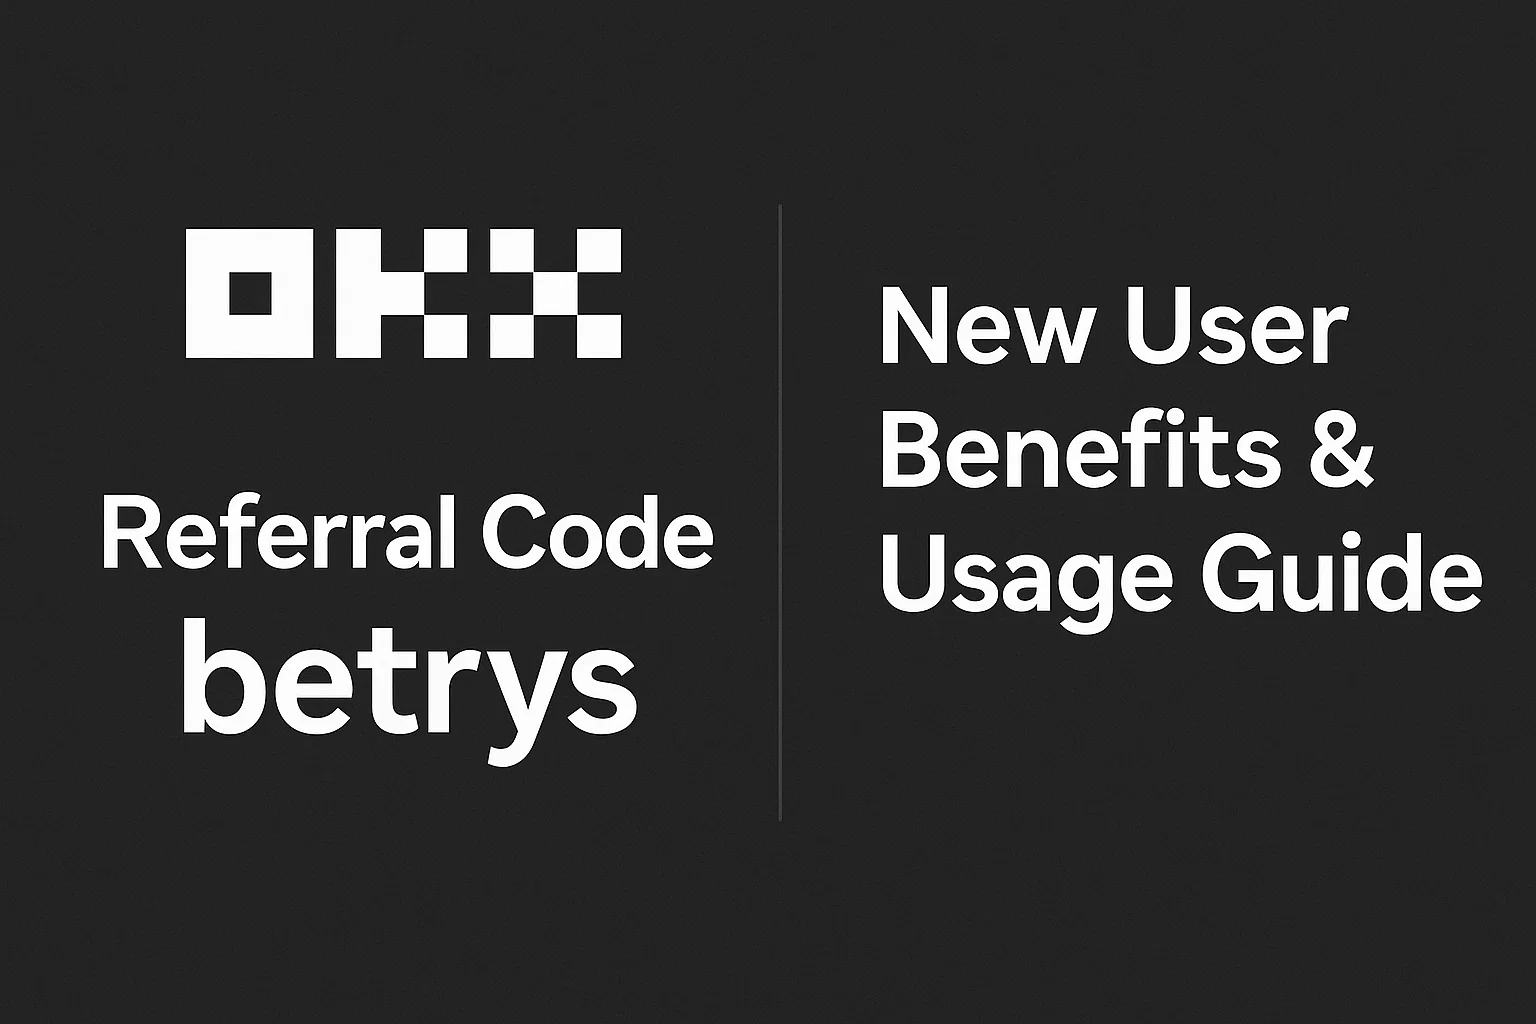 OKX
Referral Code
betrys
New User
Benefits &
Usage Guide